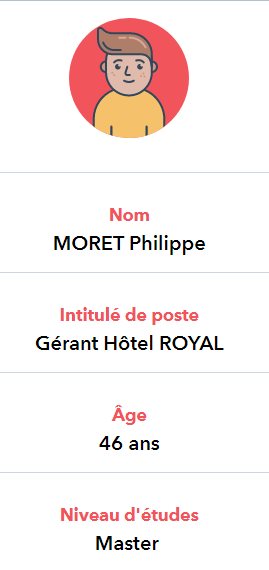 Nom
MORET Philippe
Intitulé de poste
Gérant Hôtel ROYAL
Âge
46 ans
Niveau d'études
Master